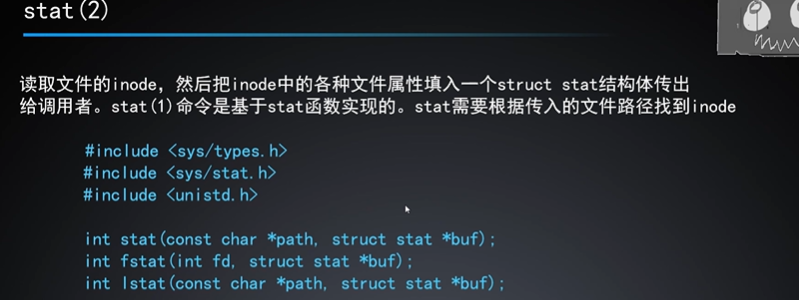 stat(2)
读取文件的inode，然后把inode中的各种文件属性填入一个struct stat结构体传出
给调用者。stat(1)命令是基于stat函数实现的。stat需要根据传入的文件路径找到inode
#include <sys/types.h>
#include <sys/stat.h>
#include <unistd.h>
int stat(const char *path, struct stat *buf);
int fstat(int fd, struct stat *buf);
int lstat(const char *path, struct stat *buf);